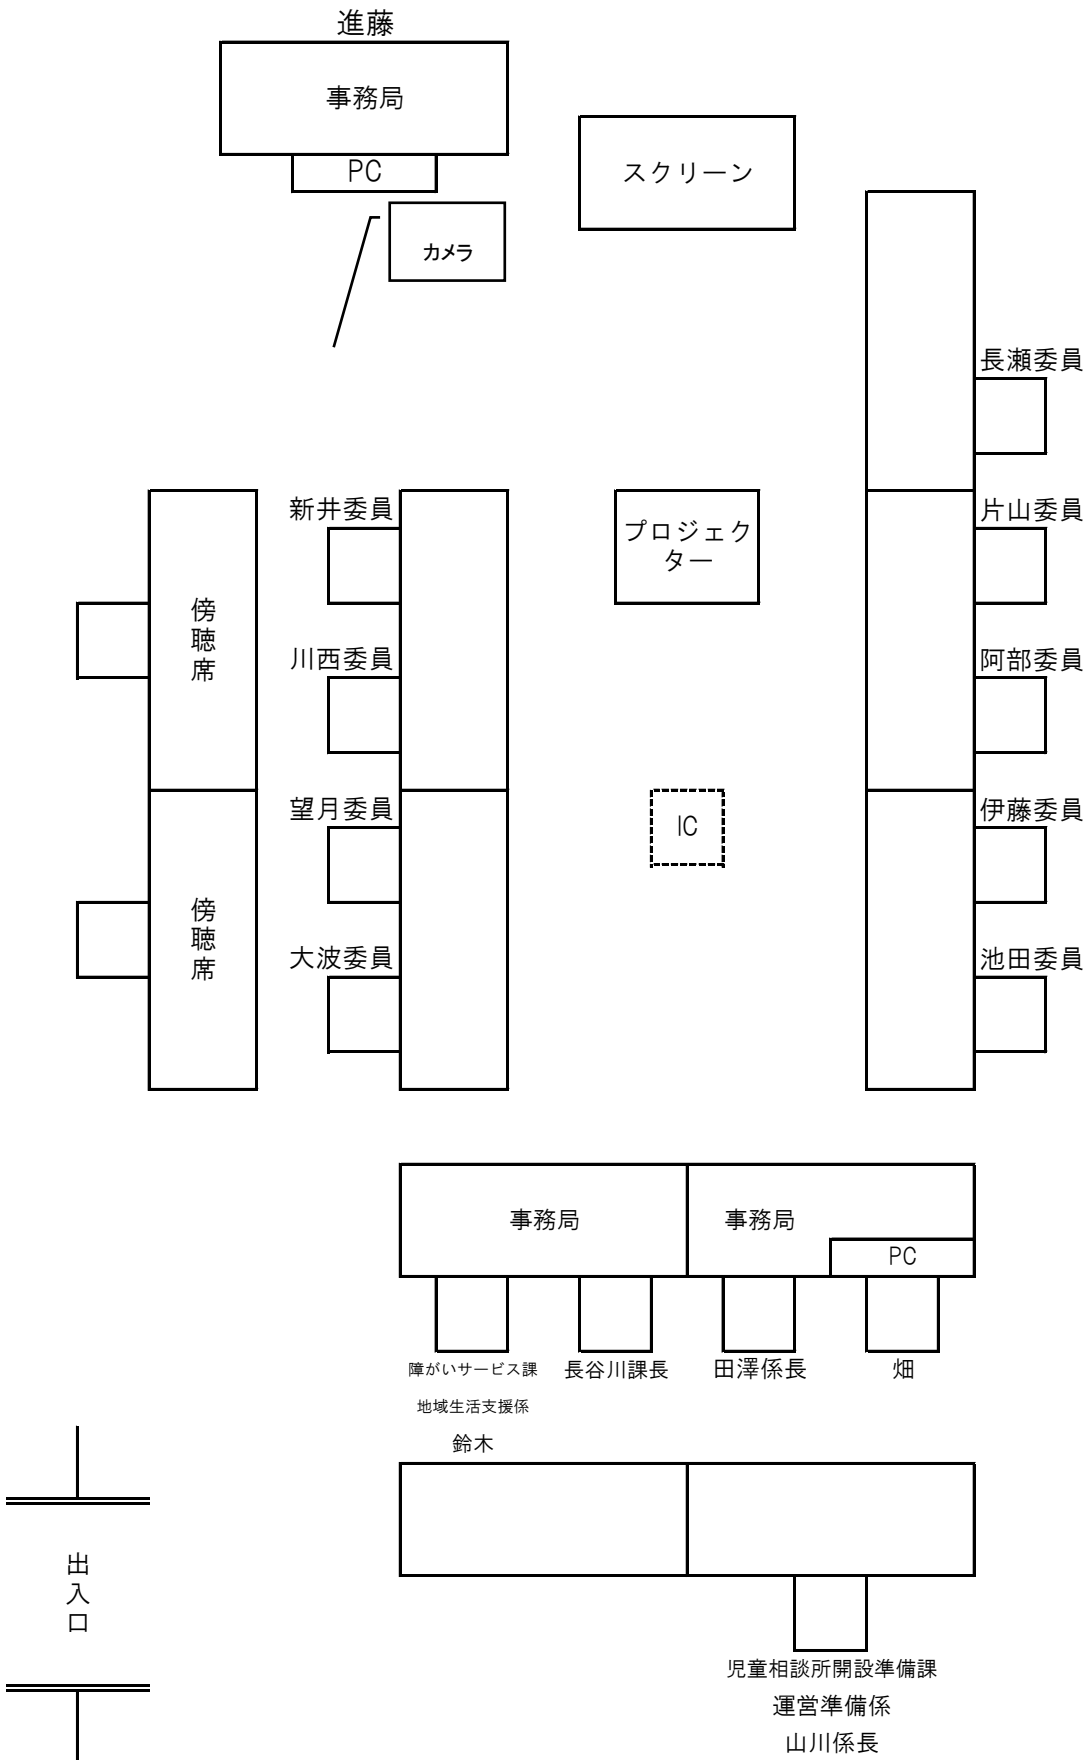 進藤
事務局
PC
スクリーン
カメラ
長瀬委員
新井委員
プロジェク
ター
片山委員
傍聴席
川西委員
阿部委員
望月委員
IC
伊藤委員
傍聴席
大波委員
池田委員
事務局
事務局
PC
障がいサービス課
地域生活支援係
鈴木
長谷川課長
田澤係長
畑
出入口
児童相談所開設準備課
運営準備係
山川係長